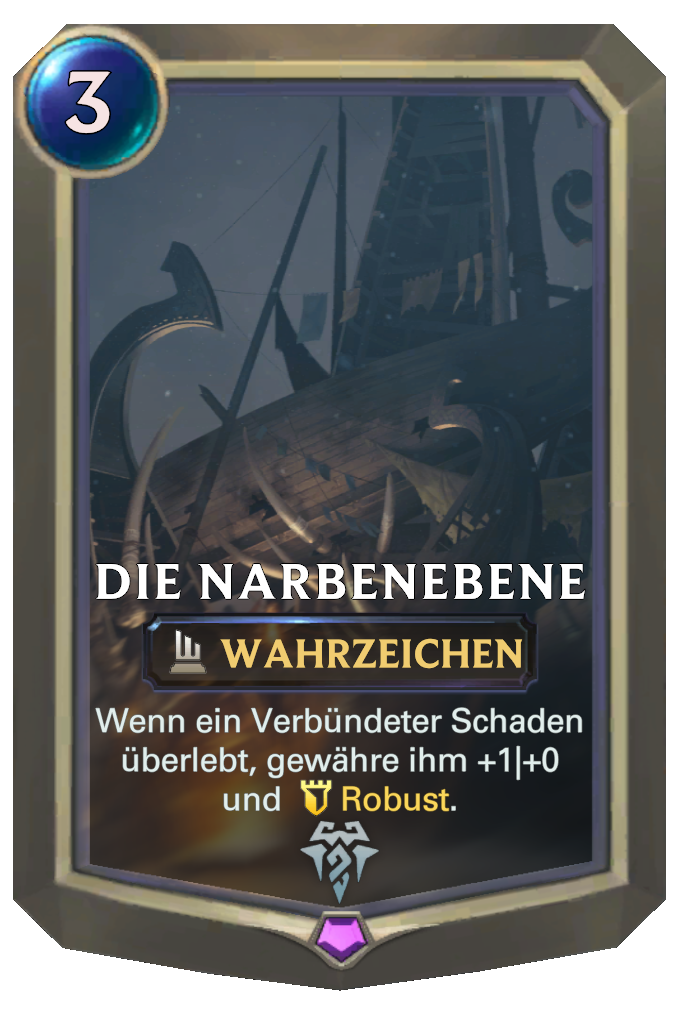 3
DIE NARBENEBENE
WAHRZEICHEN
Wenn ein Verbündeter Schaden
überlebt, gewähre ihm +1|+0
und Robust.